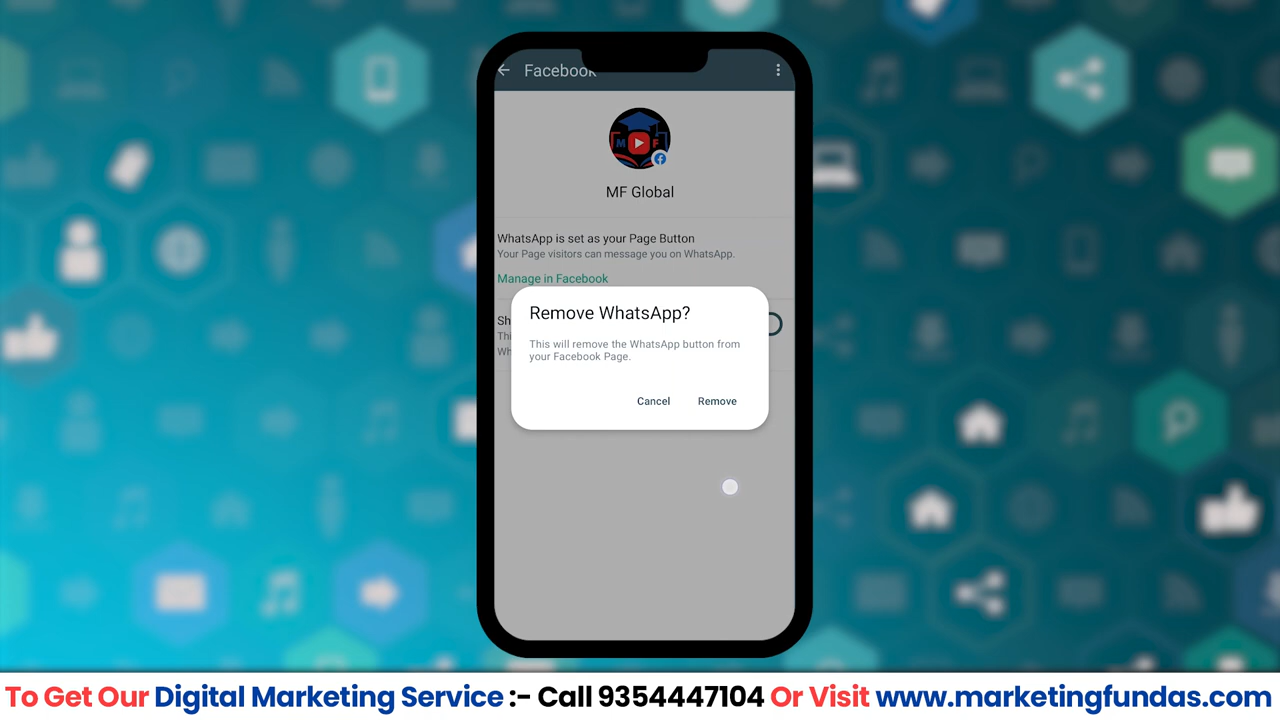 Facebook
M F
MF Global
WhatsApp is set as your Page Button
Your Page visitors can message you on WhatsApp.
Manage in Facebook
Remove WhatsApp?
This will remove the WhatsApp button from
your Facebook Page.
Cancel Remove
To Get Our Digital Marketing Service :- Call 9354447104 Or Visit www.marketingfundas.com